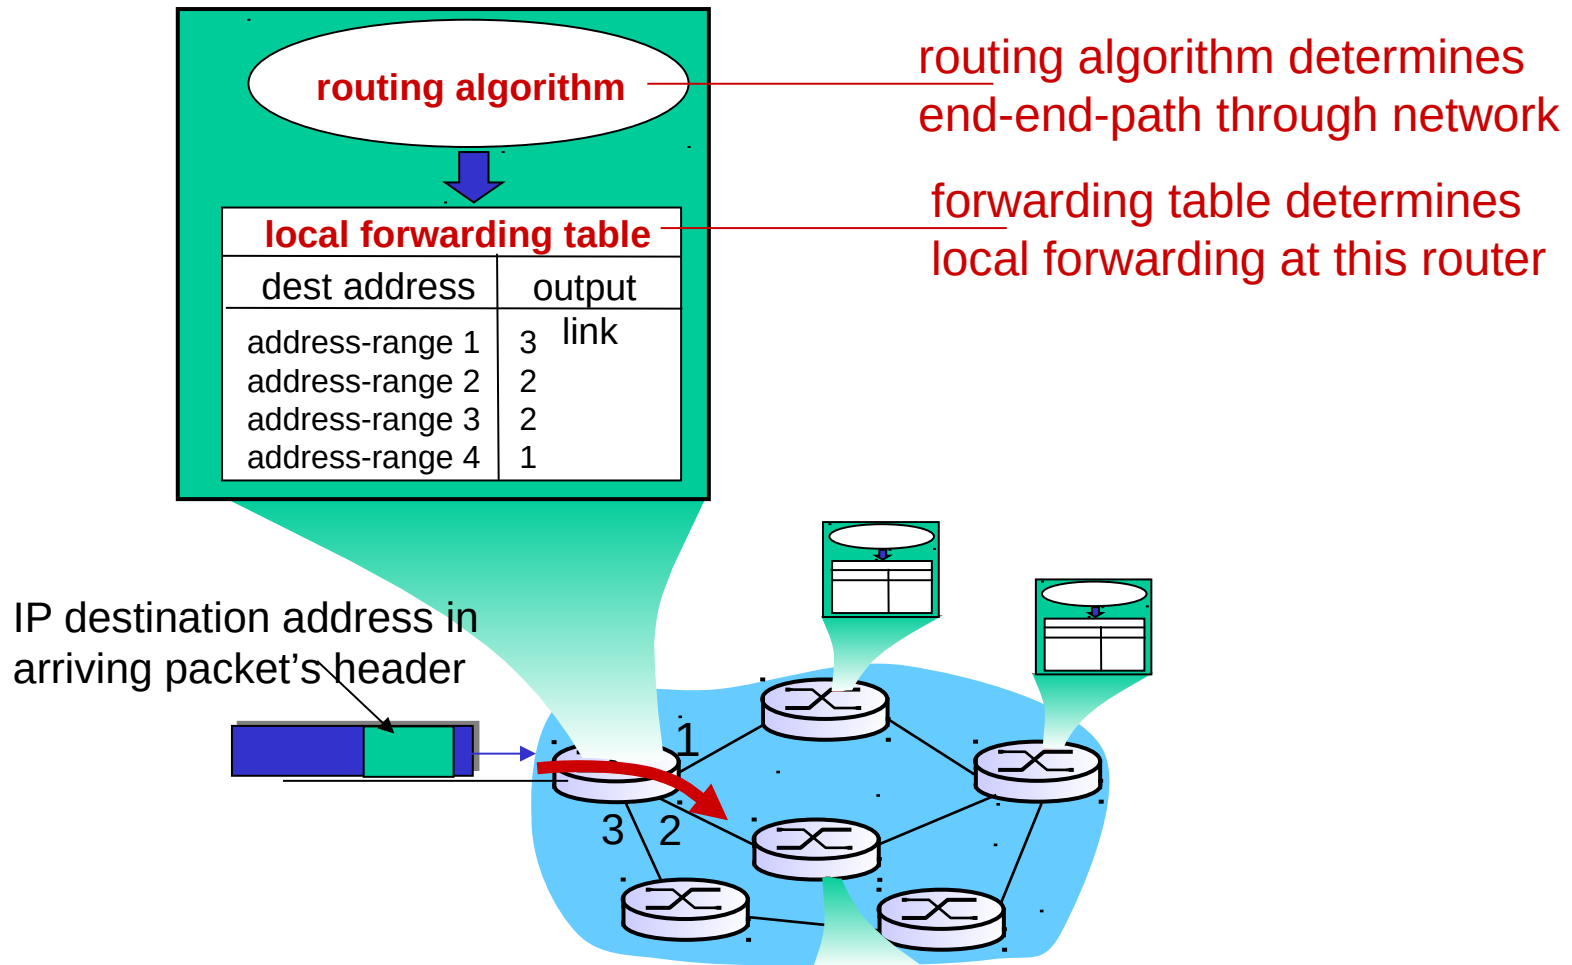 routing algorithm
routing algorithm determines
end-end-path through network
forwarding table determines
local forwarding at this router
local forwarding table
dest address
output
link
address-range 1 3
address-range 2 2
address-range 3 2
address-range 4 1
IP destination address in
arriving packet's header
1
3 2